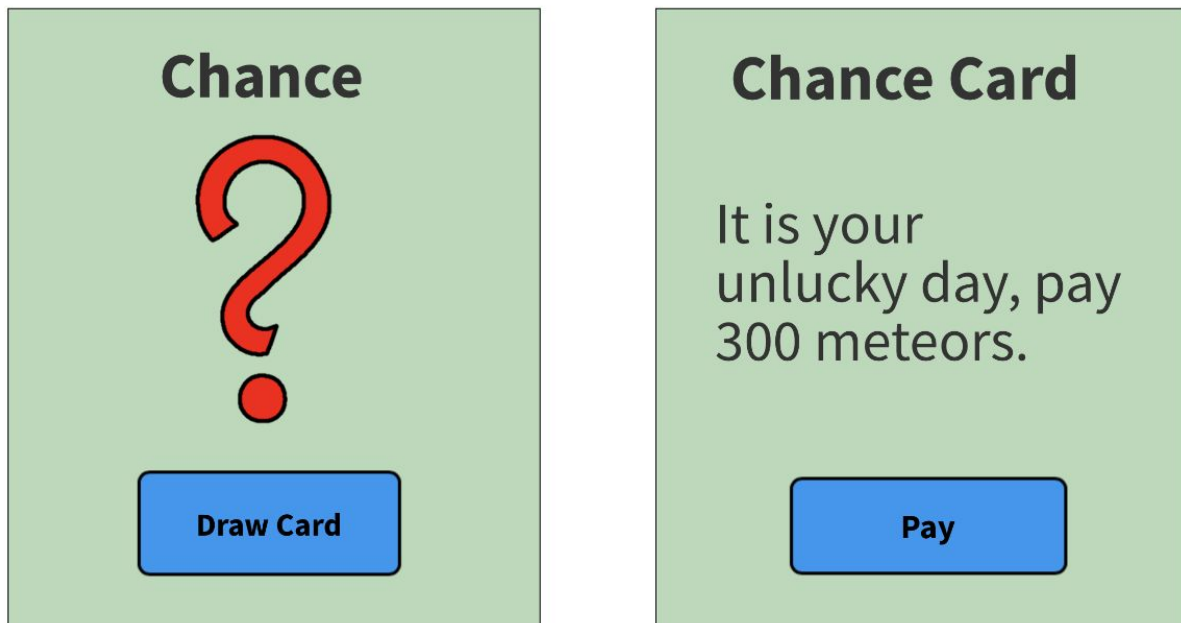 Chance
Draw Card
Chance Card
It is your
unlucky day, pay
300 meteors.
Pay